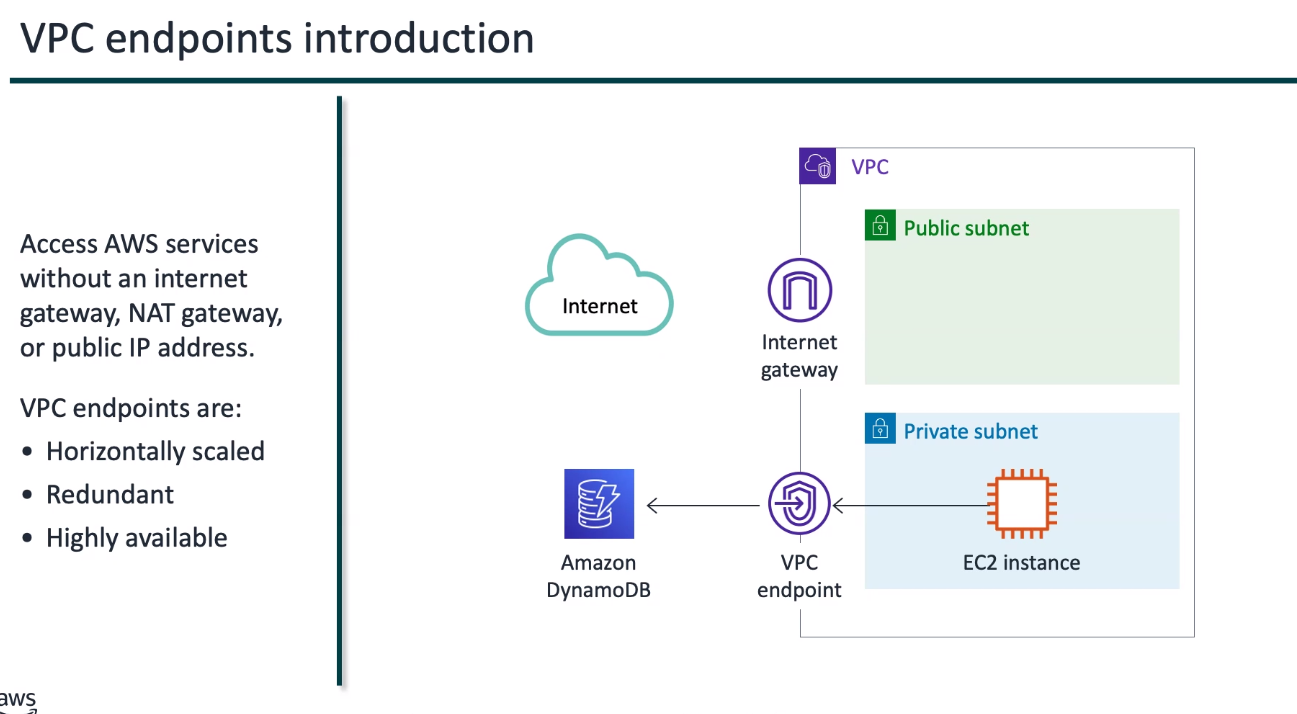 VPC endpoints introduction
Access AWS services
without an internet
gateway, NAT gateway,
or public IP address.
VPC endpoints are:
• Horizontally scaled
• Redundant
• Highly available
VPC
Public subnet
Internet
Internet
gateway
Private subnet
Amazon
DynamoDB
VPC
endpoint
EC2 instance
aws